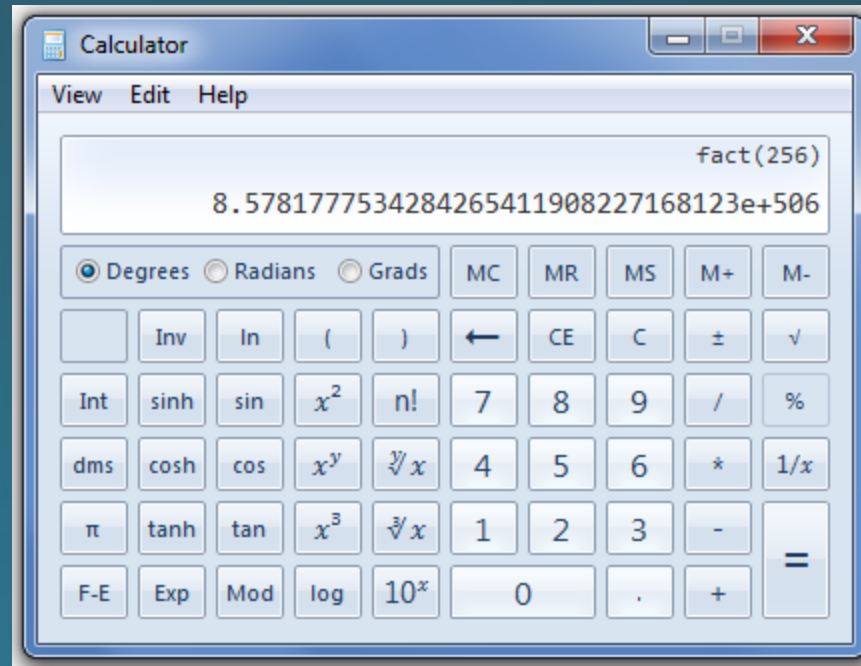 Calculator
View Edit Help
fact(256)
8.5781777534284265411908227168123e+506
Degrees Radians Grads MC MR MS M+ M-
Inv ln ( ) ← CE C ± √
Int sinh sin x² n! 7 8 9 / %
dms cosh cos xʸ ʸ√x 4 5 6 * 1/x
π tanh tan x³ ³√x 1 2 3 - =
F-E Exp Mod log 10ˣ 0 . +